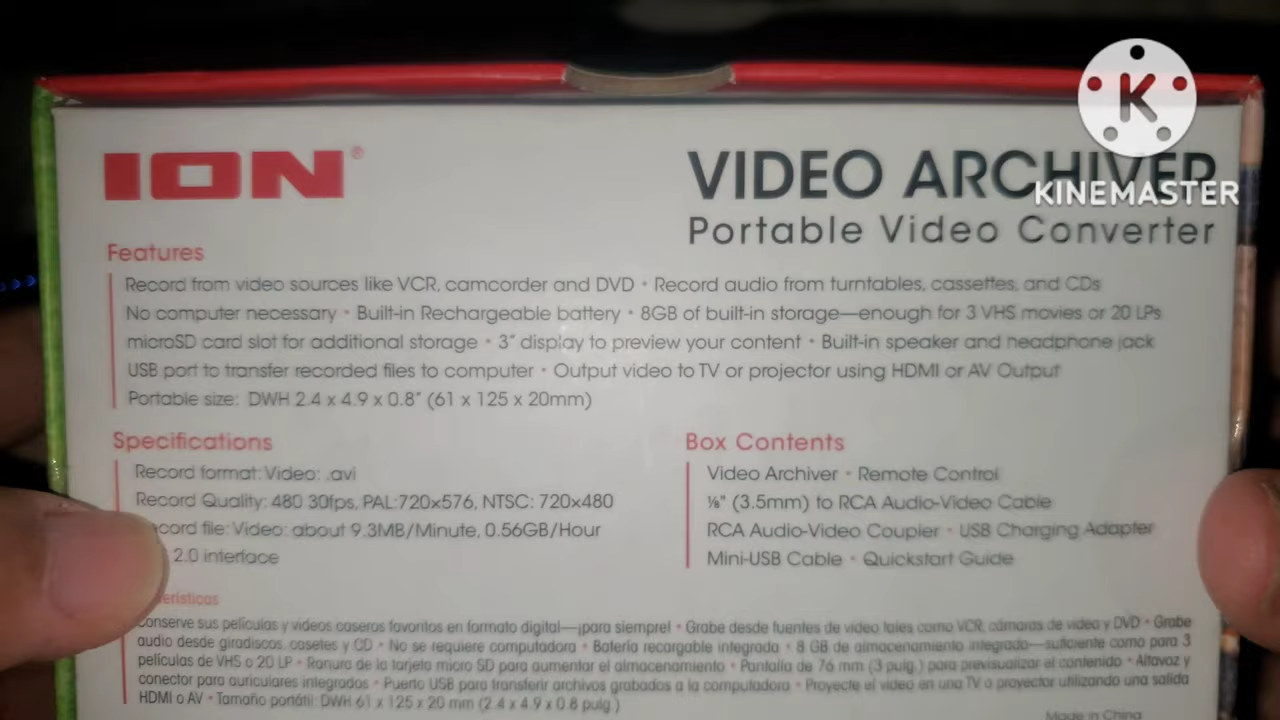 K
KINEMASTER
ION®
VIDEO ARCHIVER
Portable Video Converter
Features
Record from video sources like VCR, camcorder and DVD • Record audio from turntables, cassettes, and CDs
No computer necessary • Built-in Rechargeable battery • 8GB of built-in storage—enough for 3 VHS movies or 20 LPs
microSD card slot for additional storage • 3" display to preview your content • Built-in speaker and headphone jack
USB port to transfer recorded files to computer • Output video to TV or projector using HDMI or AV Output
Portable size: DWH 2.4 x 4.9 x 0.8" (61 x 125 x 20mm)
Specifications
Record format: Video: .avi
Record Quality: 480 30fps, PAL:720x576, NTSC: 720x480
ecord file: Video: about 9.3MB/Minute, 0.56GB/Hour
2.0 interface
Box Contents
Video Archiver • Remote Control
⅛" (3.5mm) to RCA Audio-Video Cable
RCA Audio-Video Coupler • USB Charging Adapter
Mini-USB Cable • Quickstart Guide
erísticas
Conserve sus películas y videos caseros favoritos en formato digital—¡para siempre! • Grabe desde fuentes de video tales como VCR, cámaras de video y DVD • Grabe
audio desde giradiscos, casetes y CD • No se requiere computadora • Batería recargable integrada • 8 GB de almacenamiento integrado—suficiente como para 3
películas de VHS o 20 LP • Ranura de la tarjeta micro SD para aumentar el almacenamiento • Pantalla de 76 mm (3 pulg.) para previsualizar el contenido • Altavoz y
conector para auriculares integrados • Puerto USB para transferir archivos grabados a la computadora • Proyecte el video en una TV o proyector utilizando una salida
HDMI o AV • Tamaño portátil: DWH 61 x 125 x 20 mm (2.4 x 4.9 x 0.8 pulg.)
Made in China